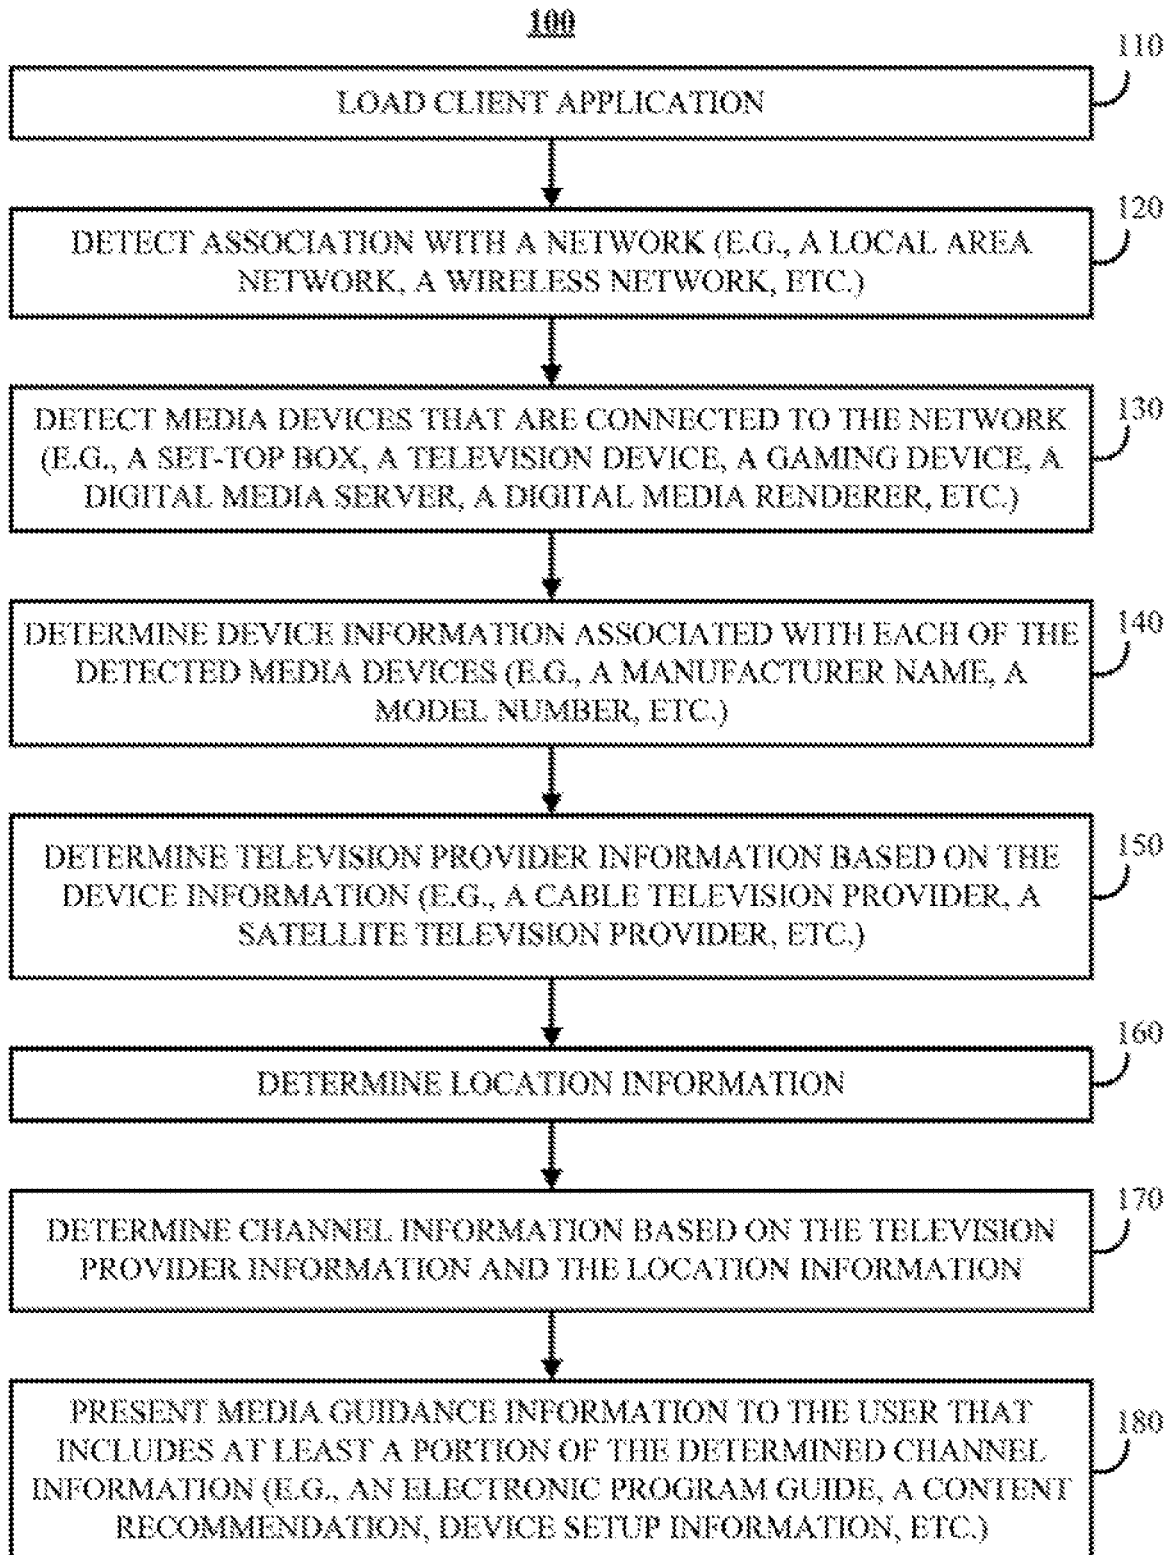 100
110
LOAD CLIENT APPLICATION
120
DETECT ASSOCIATION WITH A NETWORK (E.G., A LOCAL AREA
NETWORK, A WIRELESS NETWORK, ETC.)
130
DETECT MEDIA DEVICES THAT ARE CONNECTED TO THE NETWORK
(E.G., A SET-TOP BOX, A TELEVISION DEVICE, A GAMING DEVICE, A
DIGITAL MEDIA SERVER, A DIGITAL MEDIA RENDERER, ETC.)
140
DETERMINE DEVICE INFORMATION ASSOCIATED WITH EACH OF THE
DETECTED MEDIA DEVICES (E.G., A MANUFACTURER NAME, A
MODEL NUMBER, ETC.)
150
DETERMINE TELEVISION PROVIDER INFORMATION BASED ON THE
DEVICE INFORMATION (E.G., A CABLE TELEVISION PROVIDER, A
SATELLITE TELEVISION PROVIDER, ETC.)
160
DETERMINE LOCATION INFORMATION
170
DETERMINE CHANNEL INFORMATION BASED ON THE TELEVISION
PROVIDER INFORMATION AND THE LOCATION INFORMATION
180
PRESENT MEDIA GUIDANCE INFORMATION TO THE USER THAT
INCLUDES AT LEAST A PORTION OF THE DETERMINED CHANNEL
INFORMATION (E.G., AN ELECTRONIC PROGRAM GUIDE, A CONTENT
RECOMMENDATION, DEVICE SETUP INFORMATION, ETC.)